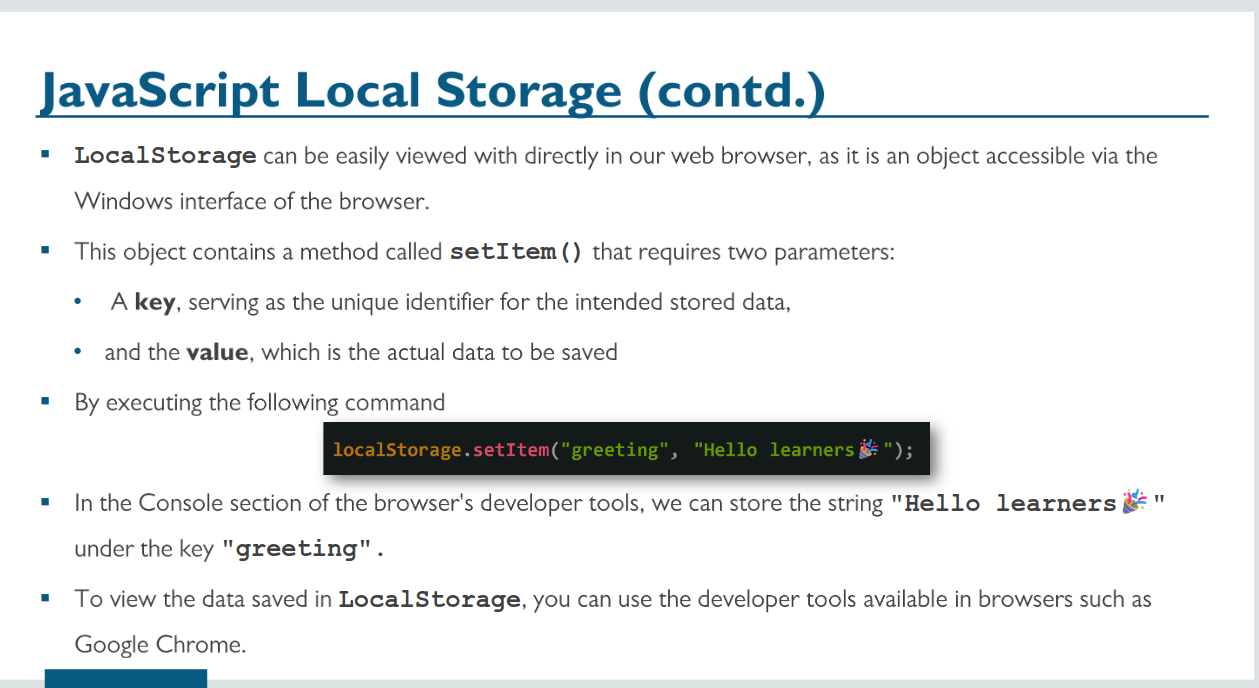 JavaScript Local Storage (contd.)
LocalStorage can be easily viewed with directly in our web browser, as it is an object accessible via the
Windows interface of the browser.
This object contains a method called setItem() that requires two parameters:
A key, serving as the unique identifier for the intended stored data,
and the value, which is the actual data to be saved
By executing the following command
localStorage.setItem("greeting", "Hello learners🎉");
In the Console section of the browser's developer tools, we can store the string "Hello learners🎉"
under the key "greeting".
To view the data saved in LocalStorage, you can use the developer tools available in browsers such as
Google Chrome.